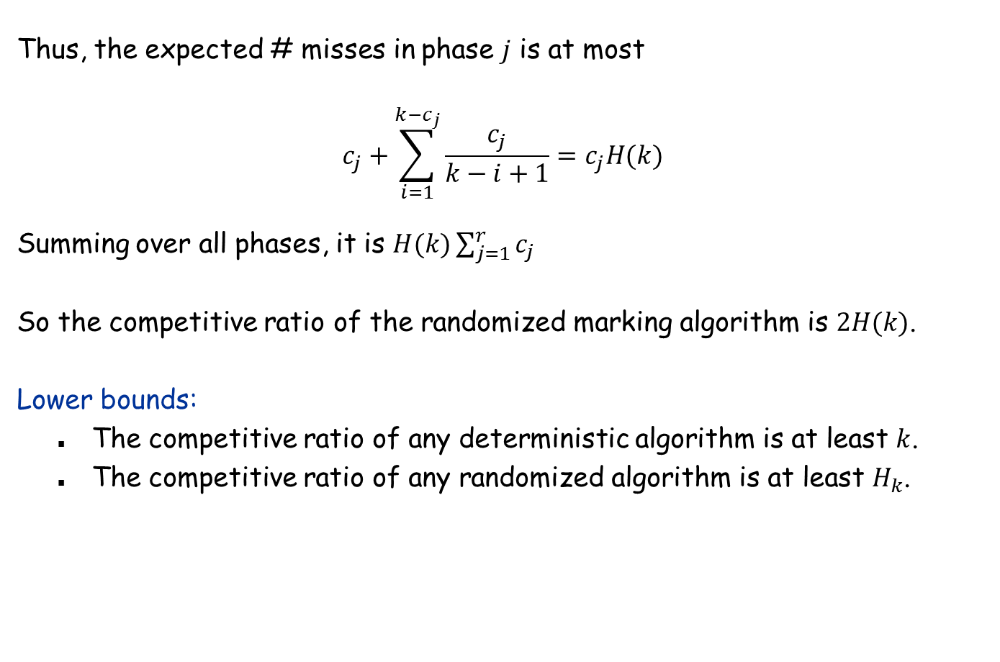 Thus, the expected # misses in phase j is at most
c_j + \sum_{i=1}^{k-c_j} \frac{c_j}{k-i+1} = c_j H(k)
Summing over all phases, it is H(k) \sum_{j=1}^{r} c_j
So the competitive ratio of the randomized marking algorithm is 2H(k).
Lower bounds:
▪ The competitive ratio of any deterministic algorithm is at least k.
▪ The competitive ratio of any randomized algorithm is at least H_k.